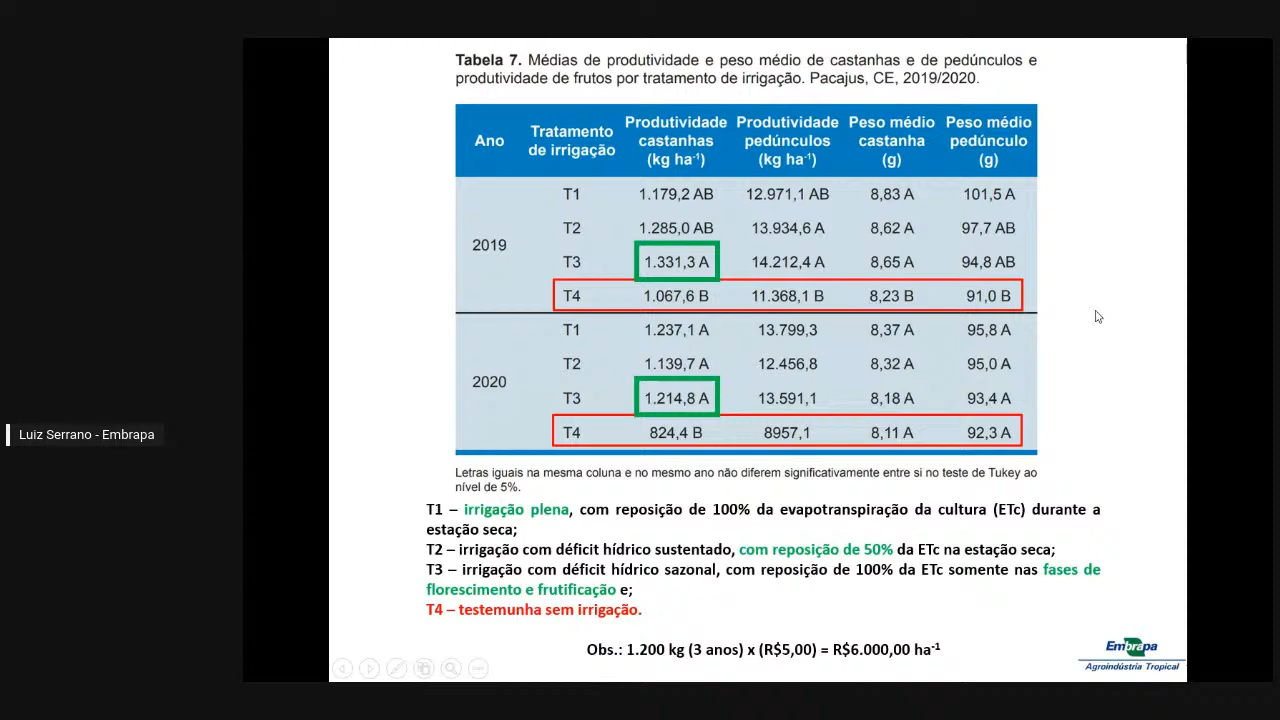 Tabela 7. Médias de produtividade e peso médio de castanhas e de pedúnculos e
produtividade de frutos por tratamento de irrigação. Pacajus, CE, 2019/2020.
Ano Tratamento de irrigação Produtividade castanhas (kg ha-1) Produtividade pedúnculos (kg ha-1) Peso médio castanha (g) Peso médio pedúnculo (g)
2019
T1 1.179,2 AB 12.971,1 AB 8,83 A 101,5 A
T2 1.285,0 AB 13.934,6 A 8,62 A 97,7 AB
T3 1.331,3 A 14.212,4 A 8,65 A 94,8 AB
T4 1.067,6 B 11.368,1 B 8,23 B 91,0 B
2020
T1 1.237,1 A 13.799,3 8,37 A 95,8 A
T2 1.139,7 A 12.456,8 8,32 A 95,0 A
T3 1.214,8 A 13.591,1 8,18 A 93,4 A
T4 824,4 B 8957,1 8,11 A 92,3 A
Letras iguais na mesma coluna e no mesmo ano não diferem significativamente entre si no teste de Tukey ao
nível de 5%.
T1 – irrigação plena, com reposição de 100% da evapotranspiração da cultura (ETc) durante a
estação seca;
T2 – irrigação com déficit hídrico sustentado, com reposição de 50% da ETc na estação seca;
T3 – irrigação com déficit hídrico sazonal, com reposição de 100% da ETc somente nas fases de
florescimento e frutificação e;
T4 – testemunha sem irrigação.
Obs.: 1.200 kg (3 anos) x (R$5,00) = R$6.000,00 ha-1
Embrapa
Agroindústria Tropical
Luiz Serrano - Embrapa